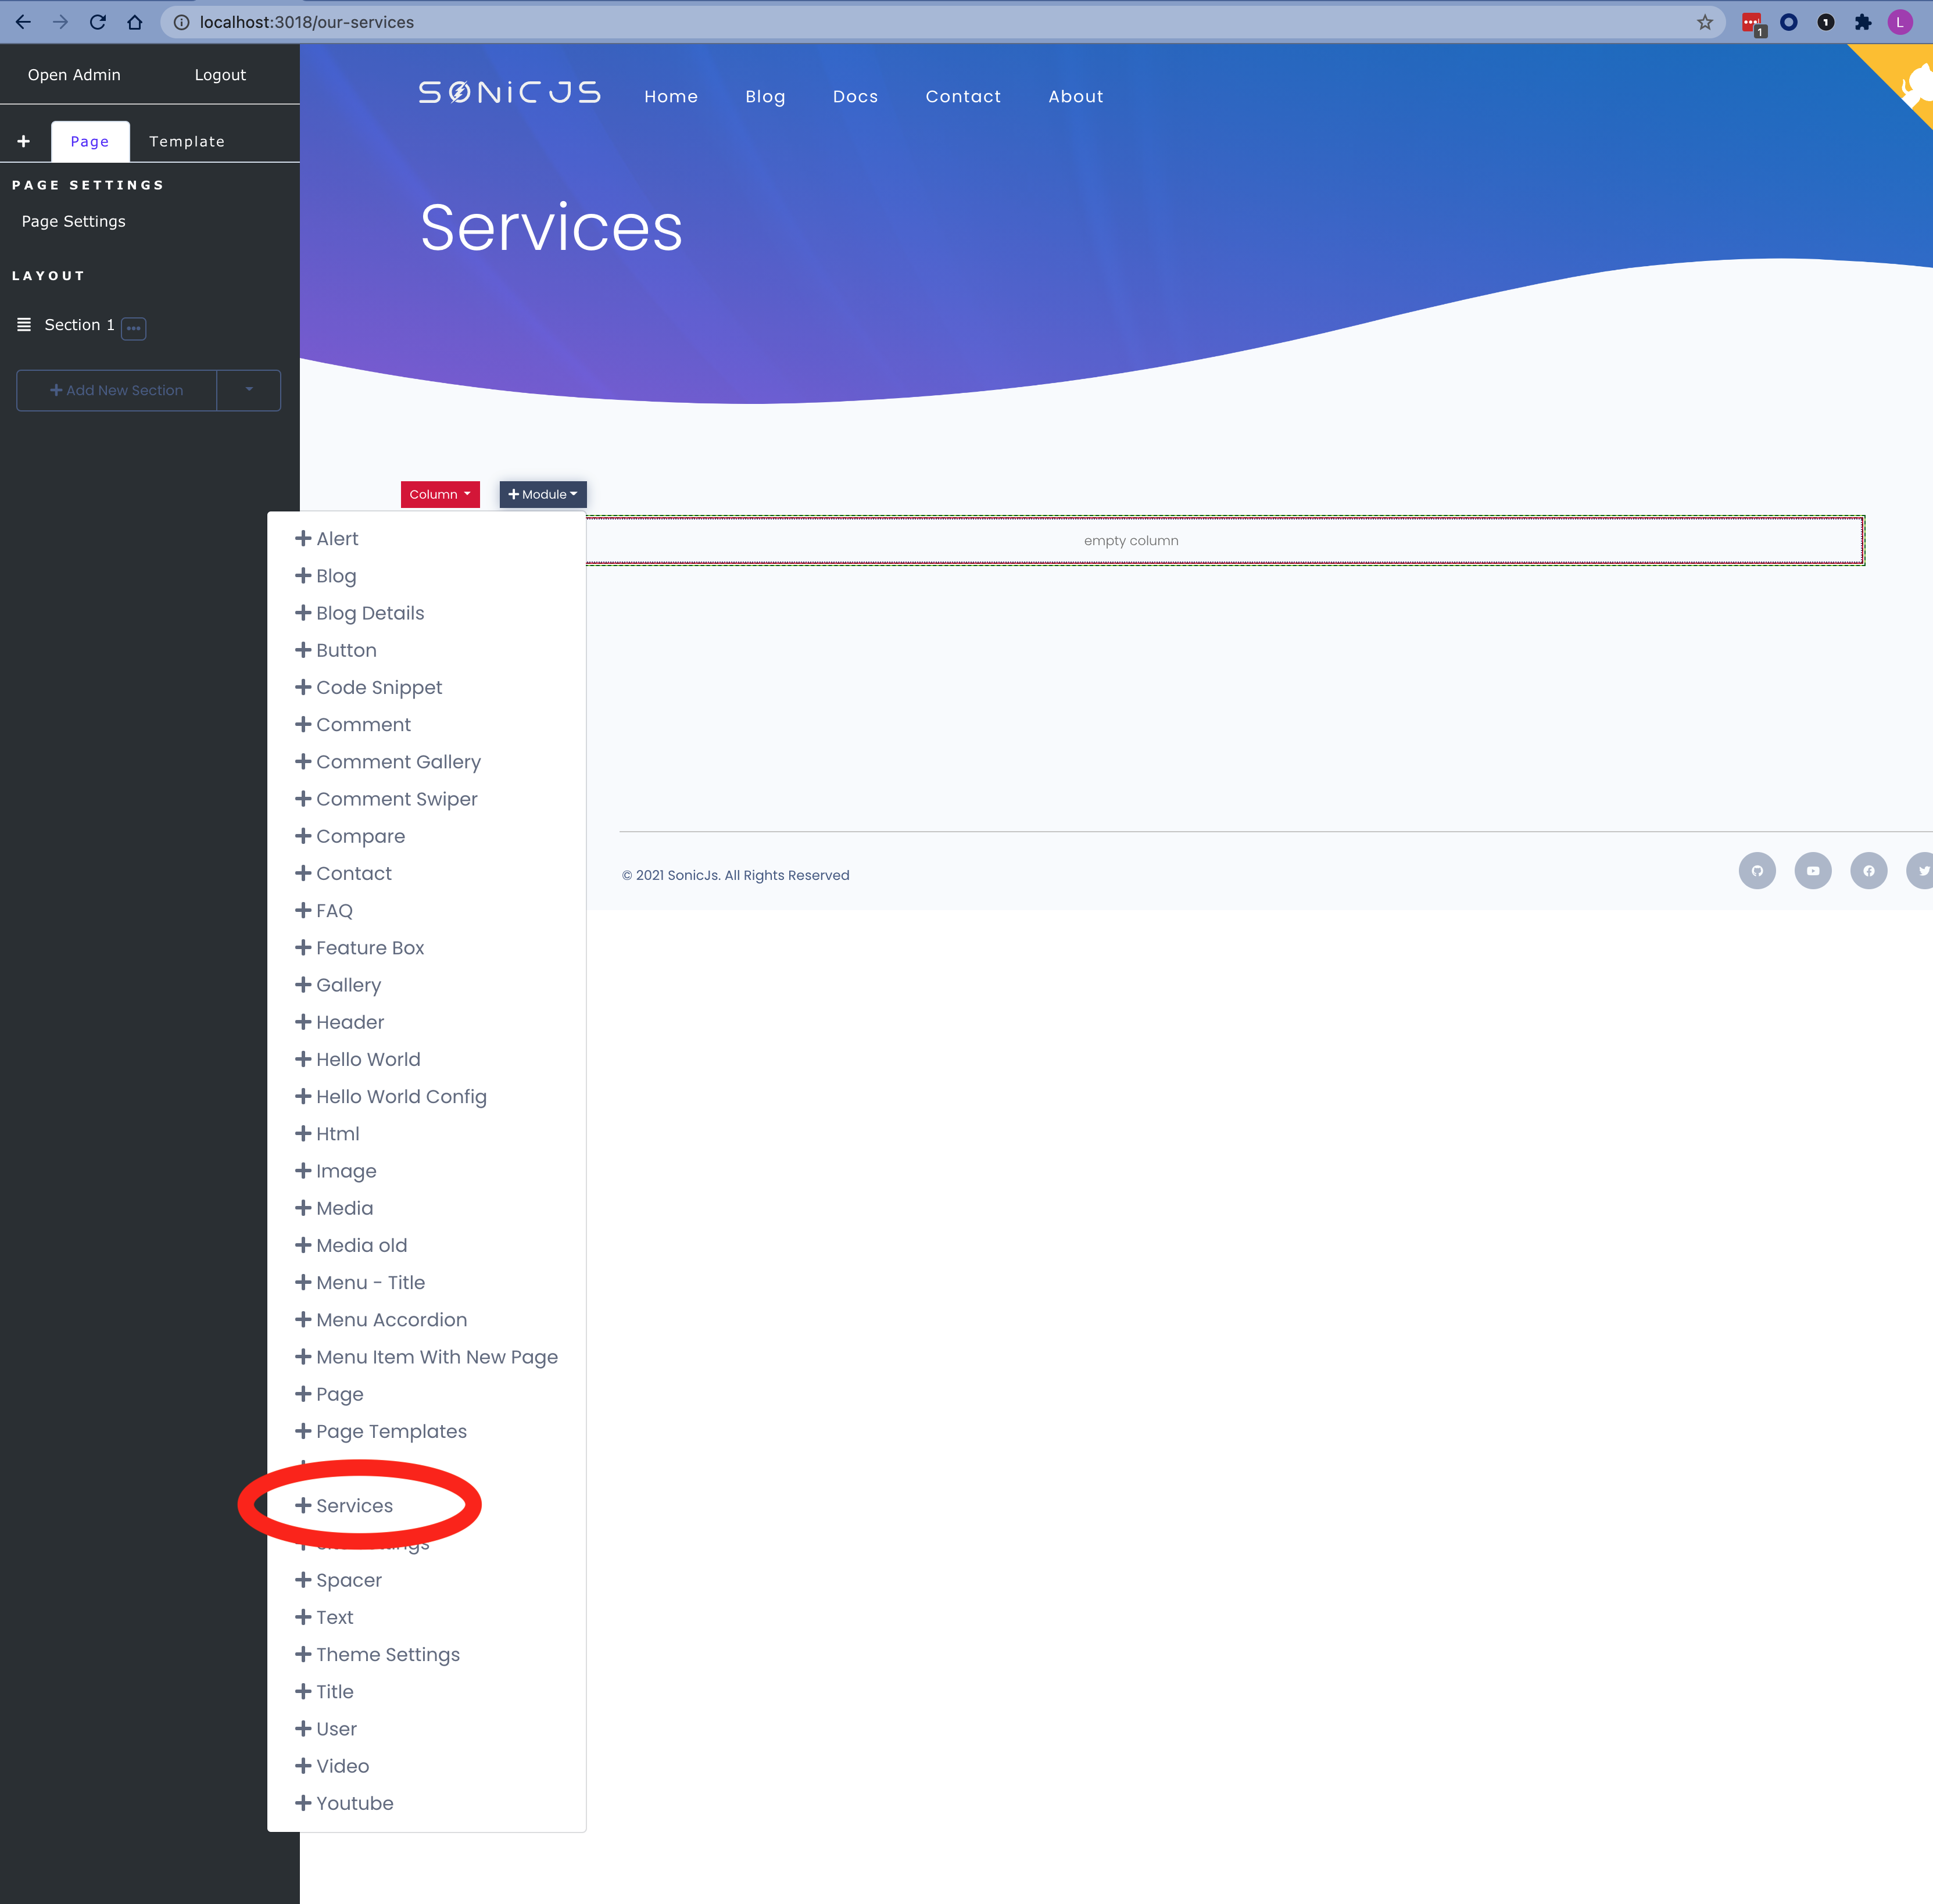 localhost:3018/our-services
1
1
L
Open Admin Logout
Page Template
PAGE SETTINGS
Page Settings
LAYOUT
Section 1
Add New Section
SONICJS Home Blog Docs Contact About
Services
Column Module
empty column
Alert
Blog
Blog Details
Button
Code Snippet
Comment
Comment Gallery
Comment Swiper
Compare
Contact
FAQ
Feature Box
Gallery
Header
Hello World
Hello World Config
Html
Image
Media
Media old
Menu - Title
Menu Accordion
Menu Item With New Page
Page
Page Templates
Services
Spacer
Text
Theme Settings
Title
User
Video
Youtube
© 2021 SonicJs. All Rights Reserved